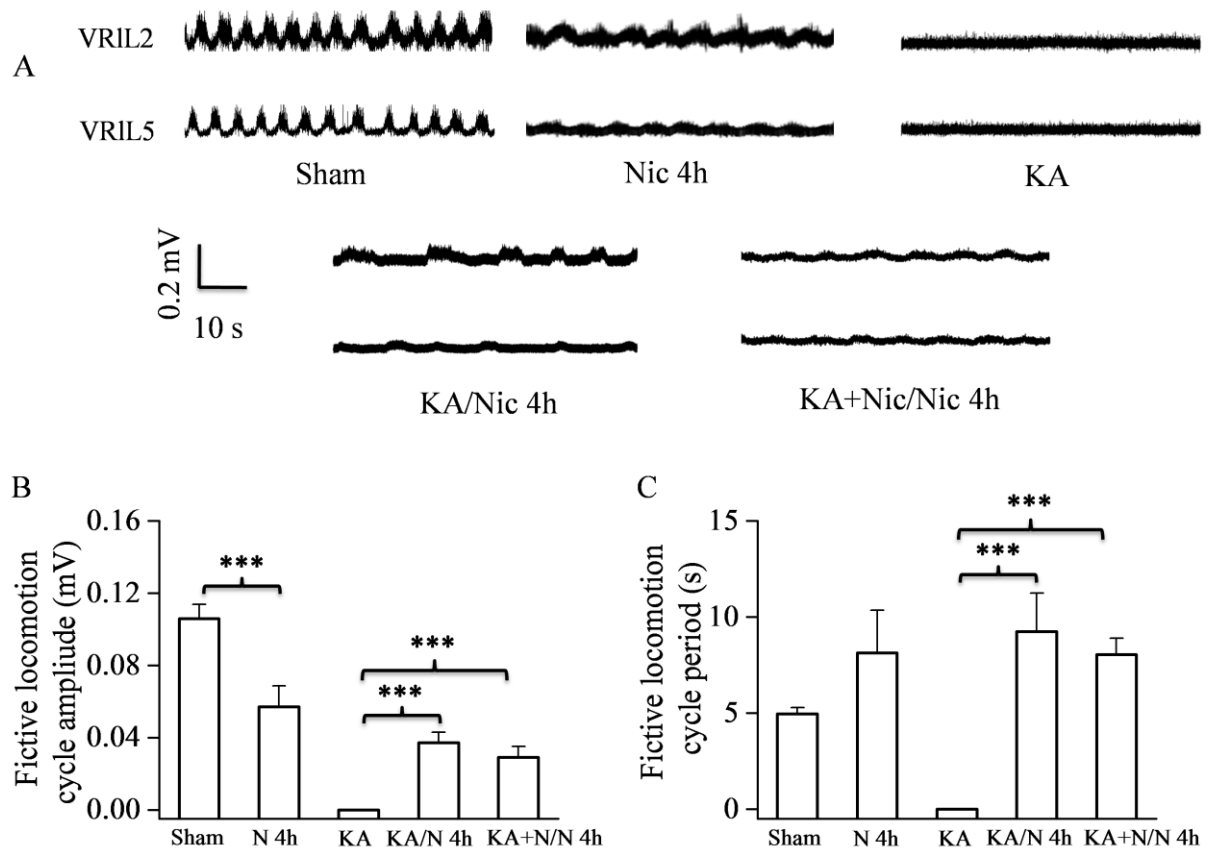 A
VRlL2
VRlL5
Sham
Nic 4h
KA
0.2 mV
10 s
KA/Nic 4h
KA+Nic/Nic 4h
B
Fictive locomotion
cycle ampliude (mV)
0.16
0.12
0.08
0.04
0.00
***
***
***
Sham
N 4h
KA
KA/N 4h
KA+N/N 4h
C
Fictive locomotion
cycle period (s)
15
10
5
0
***
***
Sham
N 4h
KA
KA/N 4h
KA+N/N 4h